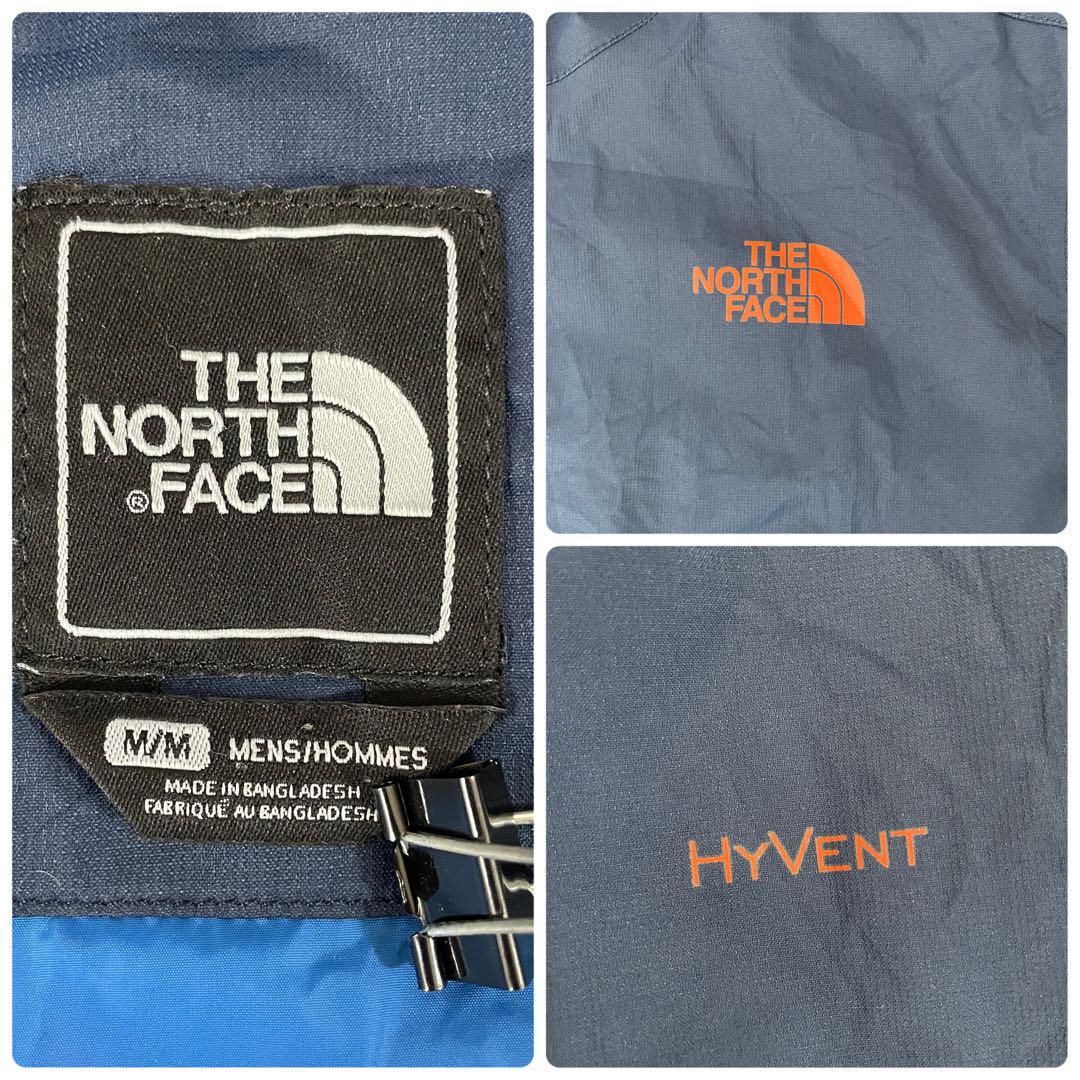 THE
NORTH
®FACE
M/M MENS/HOMMES
MADE IN BANGLADESH
FABRIQUÉ AU BANGLADESH
THE
NORTH
FACE
HYVENT